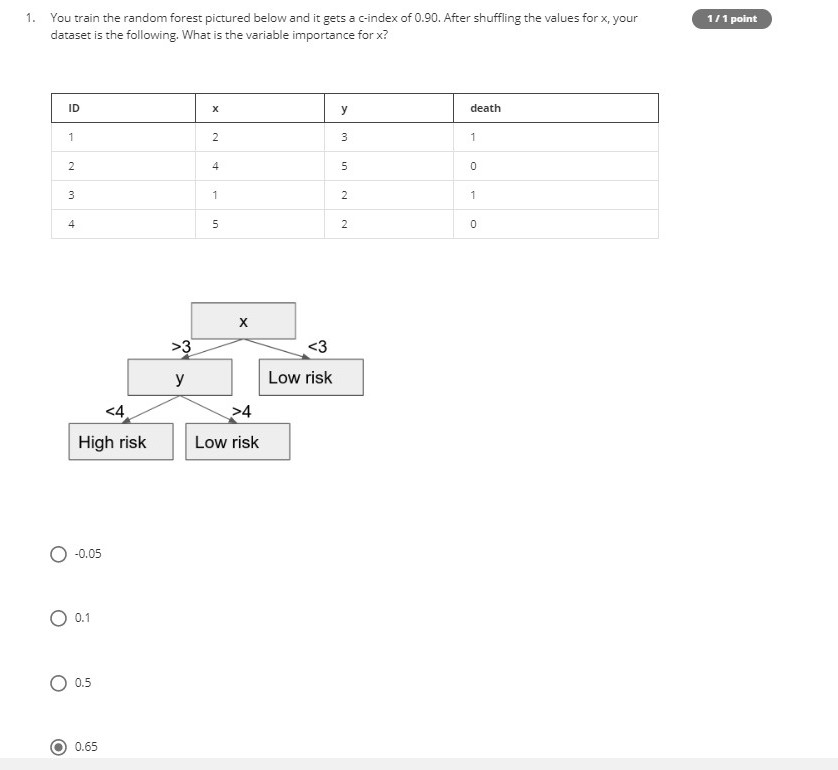 1. You train the random forest pictured below and it gets a c-index of 0.90. After shuffling the values for x, your
dataset is the following. What is the variable importance for x?
1 / 1 point
ID x y death
1 2 3 1
2 4 5 0
3 1 2 1
4 5 2 0
x
>3 <3
y Low risk
<4 >4
High risk Low risk
-0.05
0.1
0.5
0.65